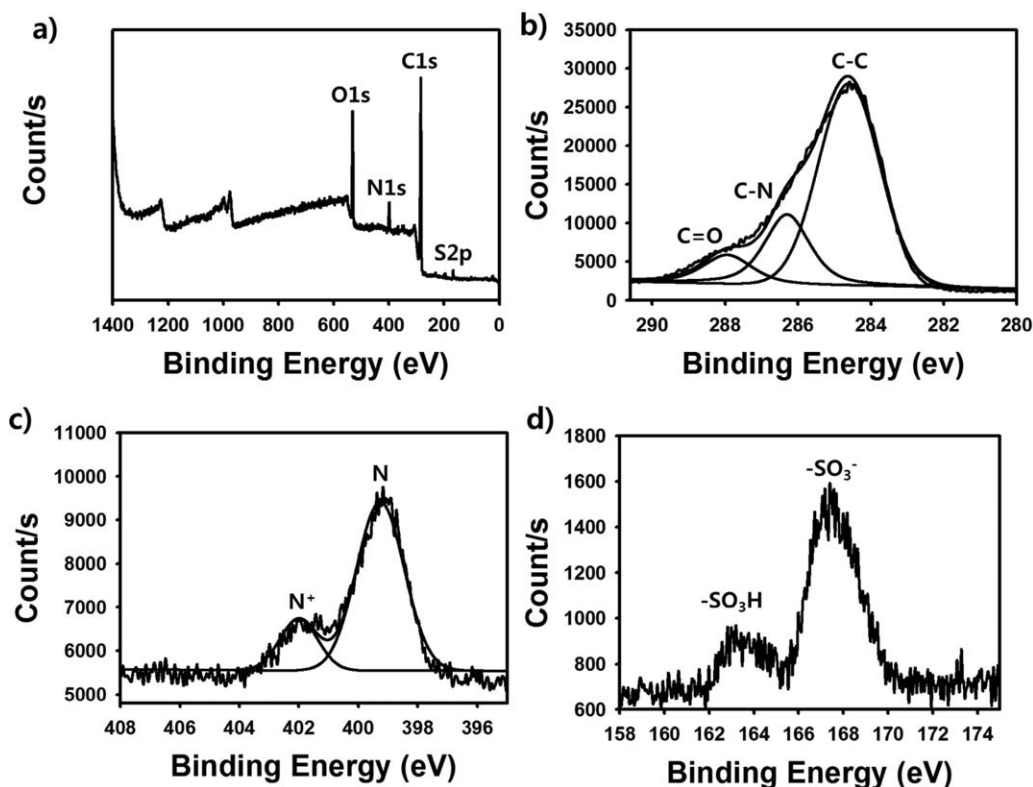 a)
C1s
O1s
N1s
S2p
Count/s
1400 1200 1000 800 600 400 200 0
Binding Energy (eV)
b)
35000
30000
25000
20000
15000
10000
5000
0
C-C
C-N
C=O
Count/s
290 288 286 284 282 280
Binding Energy (ev)
c)
11000
10000
9000
8000
7000
6000
5000
N
N⁺
Count/s
408 406 404 402 400 398 396
Binding Energy (eV)
d)
1800
1600
1400
1200
1000
800
600
-SO₃⁻
-SO₃H
Count/s
158 160 162 164 166 168 170 172 174
Binding Energy (eV)